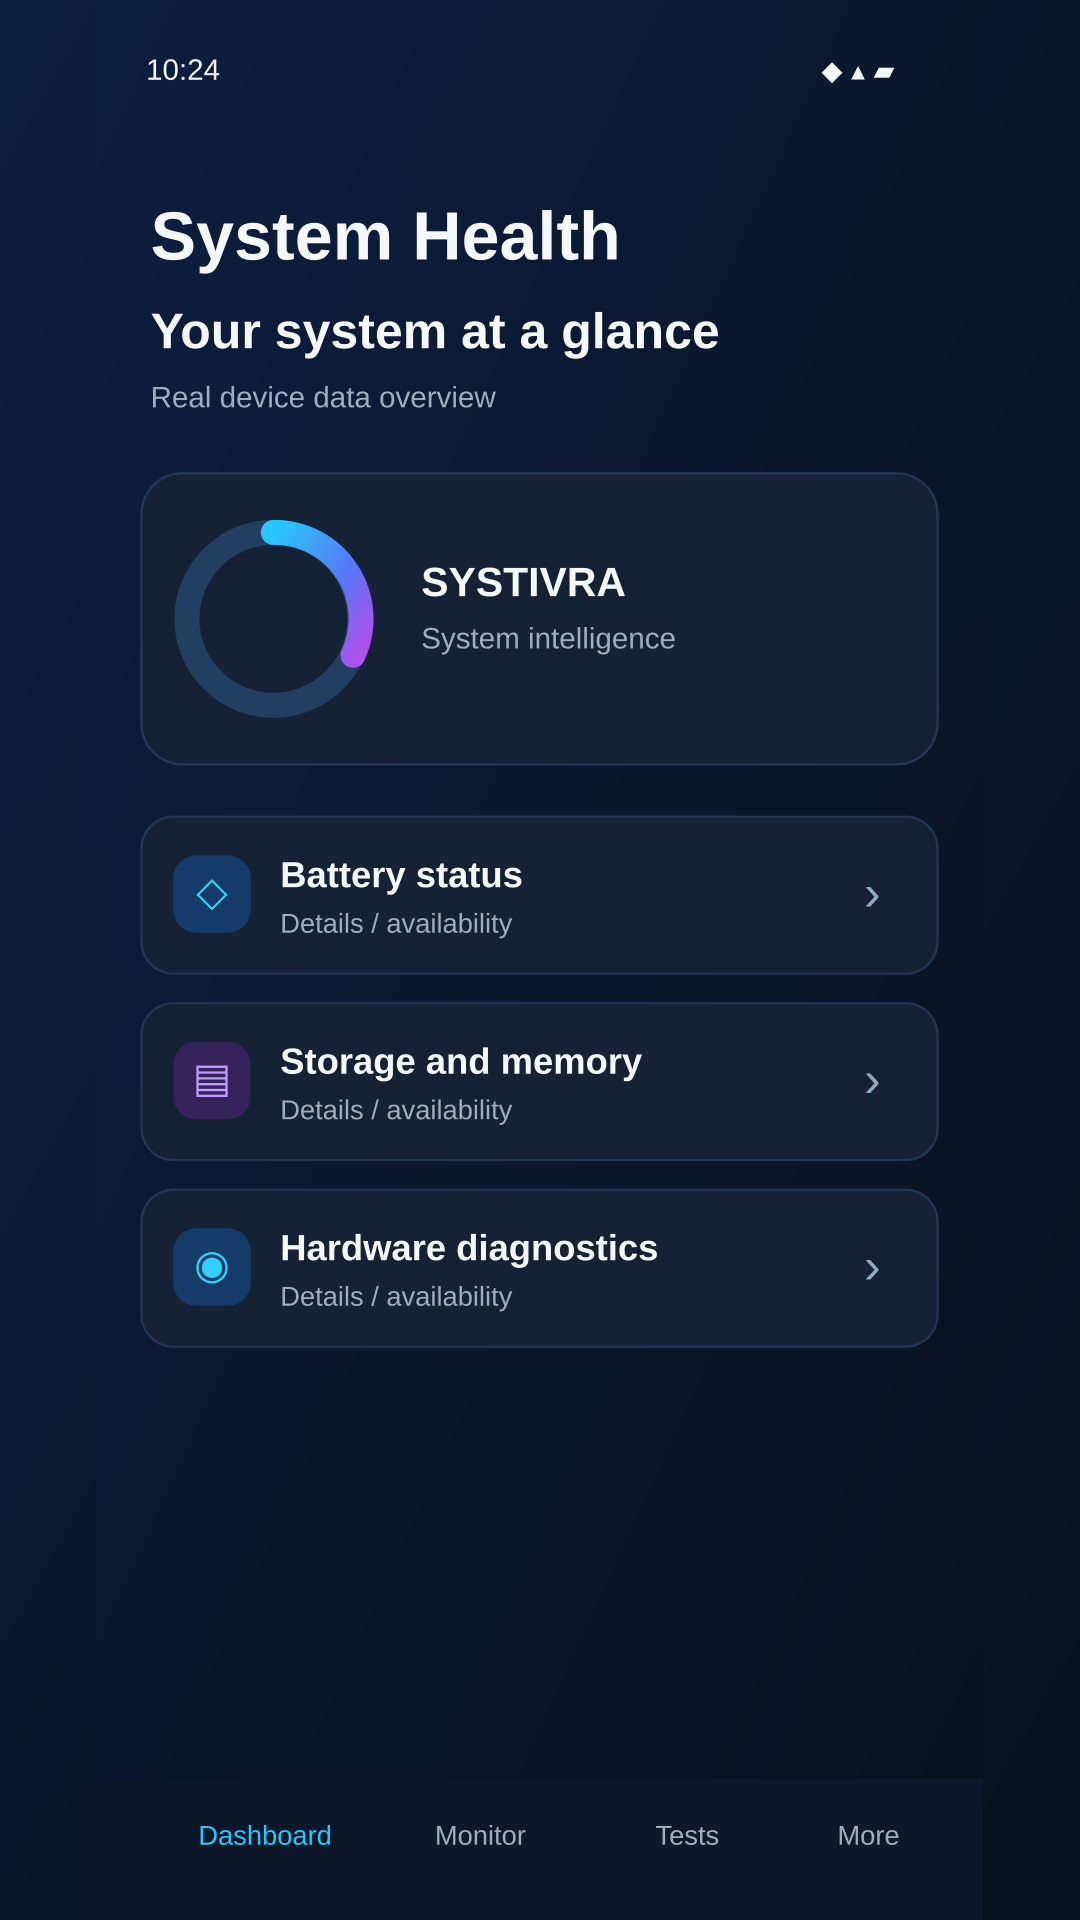 10:24
System Health
Your system at a glance
Real device data overview
SYSTIVRA
System intelligence
Battery status
Details / availability
Storage and memory
Details / availability
Hardware diagnostics
Details / availability
Dashboard Monitor Tests More